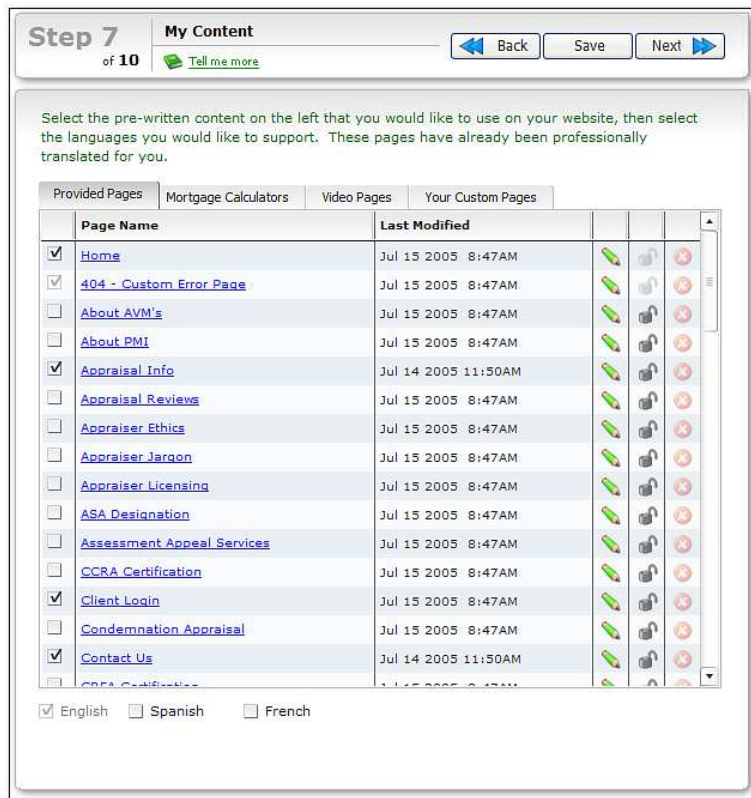 Step 7
of 10
My Content
Tell me more
Back
Save
Next
Select the pre-written content on the left that you would like to use on your website, then select
the languages you would like to support. These pages have already been professionally
translated for you.
Provided Pages Mortgage Calculators Video Pages Your Custom Pages
Page Name Last Modified
Home Jul 15 2005 8:47AM
404 - Custom Error Page Jul 15 2005 8:47AM
About AVM's Jul 15 2005 8:47AM
About PMI Jul 15 2005 8:47AM
Appraisal Info Jul 14 2005 11:50AM
Appraisal Reviews Jul 15 2005 8:47AM
Appraiser Ethics Jul 15 2005 8:47AM
Appraiser Jargon Jul 15 2005 8:47AM
Appraiser Licensing Jul 15 2005 8:47AM
ASA Designation Jul 15 2005 8:47AM
Assessment Appeal Services Jul 15 2005 8:47AM
CCRA Certification Jul 15 2005 8:47AM
Client Login Jul 15 2005 8:47AM
Condemnation Appraisal Jul 15 2005 8:47AM
Contact Us Jul 14 2005 11:50AM
English Spanish French